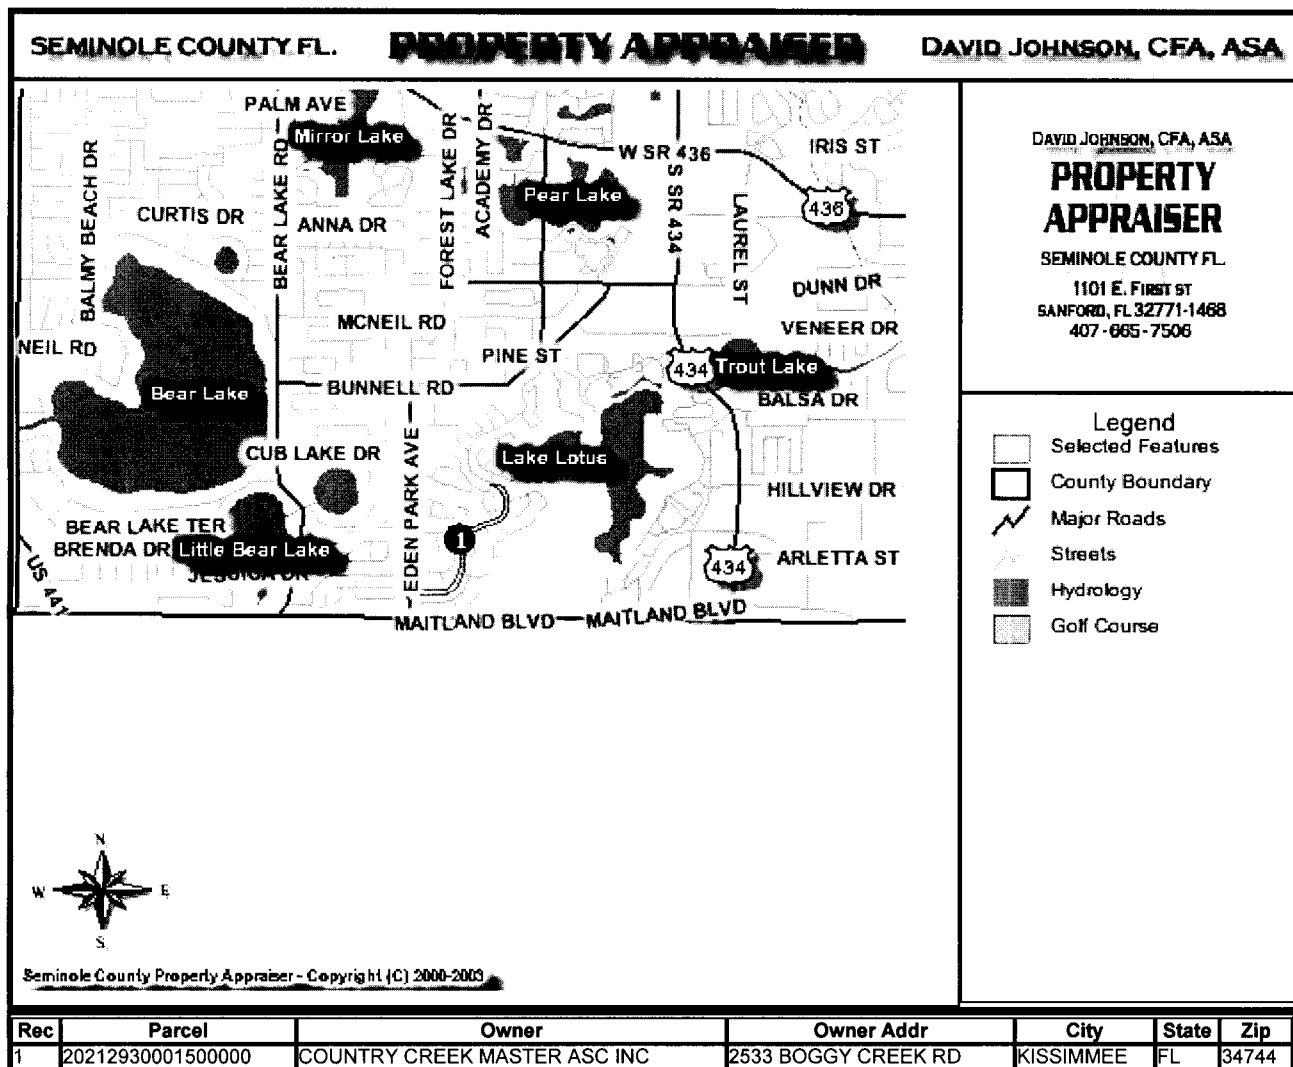 SEMINOLE COUNTY FL. PROPERTY APPRAISER DAVID JOHNSON, CFA, ASA
PALM AVE
Mirror Lake
BALMY BEACH DR
BEAR LAKE RD
FOREST LAKE DR
ACADEMY DR
W SR 436
S SR 434
IRIS ST
Pear Lake
LAUREL ST
436
CURTIS DR
ANNA DR
DUNN DR
MCNEIL RD
VENEER DR
NEIL RD
PINE ST
434
Trout Lake
Bear Lake
BUNNELL RD
BALSA DR
CUB LAKE DR
EDEN PARK AVE
Lake Lotus
HILLVIEW DR
BEAR LAKE TER
BRENDA DR
Little Bear Lake
JESSICA DR
1
ARLETTA ST
434
US 441
MAITLAND BLVD
MAITLAND BLVD
N
W E
S
Seminole County Property Appraiser - Copyright (C) 2000-2003
DAVID JOHNSON, CFA, ASA
PROPERTY
APPRAISER
SEMINOLE COUNTY FL.
1101 E. FIRST ST
SANFORD, FL 32771-1468
407-665-7506
Legend
Selected Features
County Boundary
Major Roads
Streets
Hydrology
Golf Course
Rec Parcel Owner Owner Addr City State Zip
1 20212930001500000 COUNTRY CREEK MASTER ASC INC 2533 BOGGY CREEK RD KISSIMMEE FL 34744